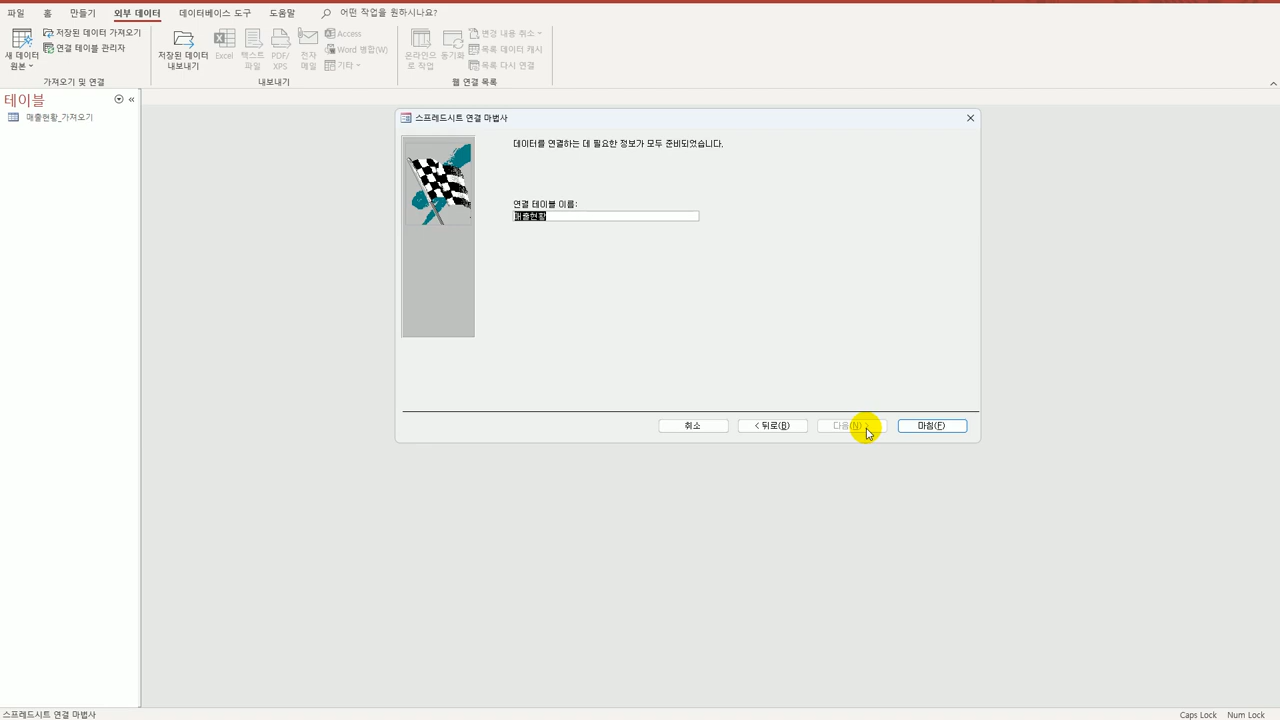 파일 홈 만들기 외부 데이터 데이터베이스 도구 도움말 어떤 작업을 원하시나요?
새 데이터 원본
저장된 데이터 가져오기
연결 테이블 관리자
가져오기 및 연결
저장된 데이터 내보내기
Excel
텍스트 파일
PDF/ XPS
전자 메일
Access
Word 병합(W)
기타
내보내기
온라인으로 작업
동기화
변경 내용 취소
목록 데이터 캐시
목록 다시 연결
웹 연결 목록
테이블
매출현황_가져오기
스프레드시트 연결 마법사
데이터를 연결하는 데 필요한 정보가 모두 준비되었습니다.
연결 테이블 이름:
매출현황
취소 < 뒤로(B) 다음(N) > 마침(F)
스프레드시트 연결 마법사 Caps Lock Num Lock